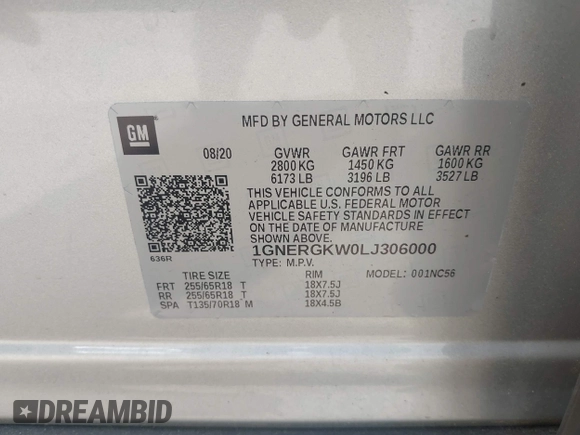 GM
MFD BY GENERAL MOTORS LLC
08/20 GVWR GAWR FRT GAWR RR
2800 KG 1450 KG 1600 KG
6173 LB 3196 LB 3527 LB
THIS VEHICLE CONFORMS TO ALL
APPLICABLE U.S. FEDERAL MOTOR
VEHICLE SAFETY STANDARDS IN EFFECT
ON THE DATE OF MANUFACTURE
SHOWN ABOVE.
636R
1GNERGKW0LJ306000
TYPE: M.P.V. MODEL: 001NC56
TIRE SIZE RIM
FRT 255/65R18 T 18X7.5J
RR 255/65R18 T 18X7.5J
SPA T135/70R18 M 18X4.5B
DREAMBID